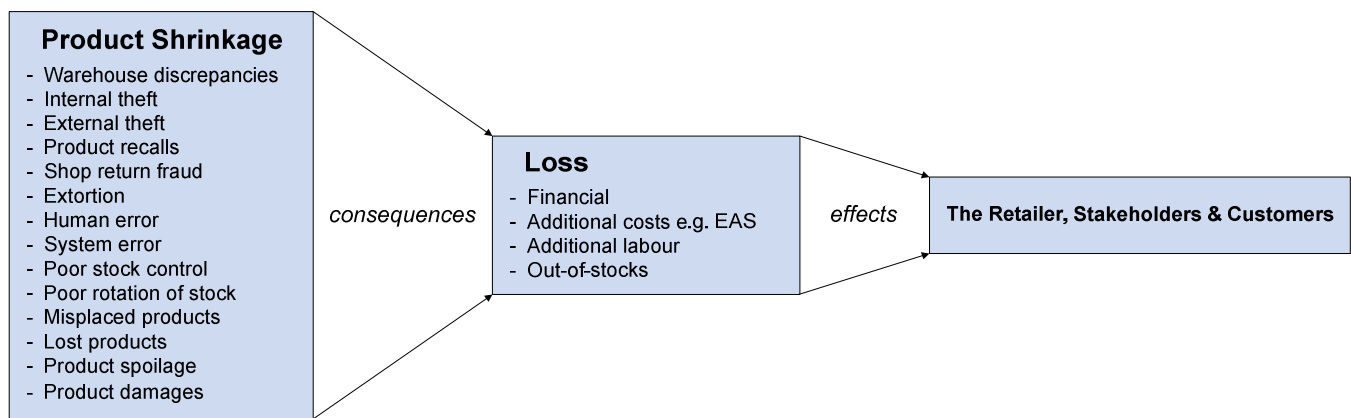 Product Shrinkage
- Warehouse discrepancies
- Internal theft
- External theft
- Product recalls
- Shop return fraud
- Extortion
- Human error
- System error
- Poor stock control
- Poor rotation of stock
- Misplaced products
- Lost products
- Product spoilage
- Product damages
consequences
Loss
- Financial
- Additional costs e.g. EAS
- Additional labour
- Out-of-stocks
effects
The Retailer, Stakeholders & Customers